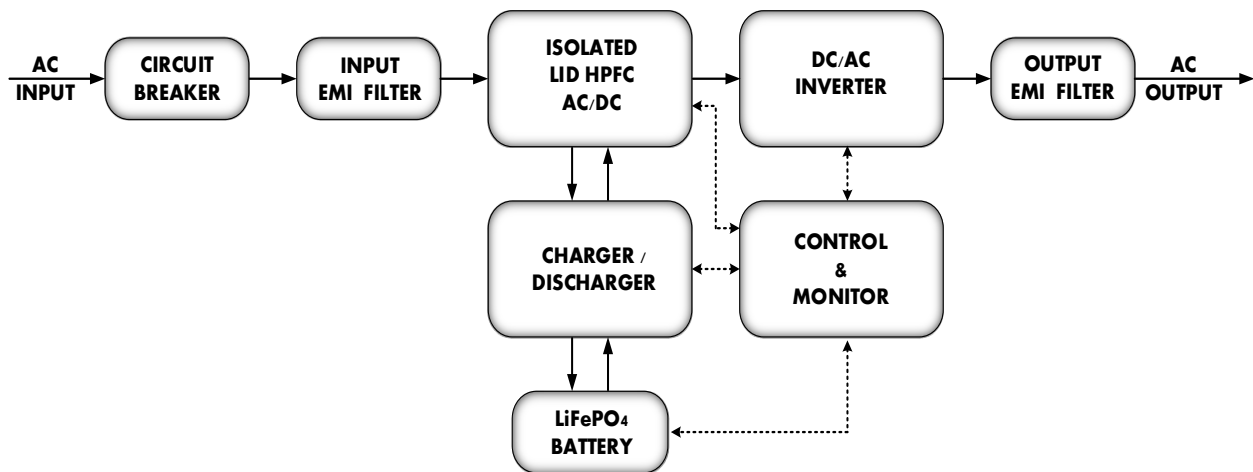 AC
INPUT
CIRCUIT
BREAKER
INPUT
EMI FILTER
ISOLATED
LID HPFC
AC/DC
DC/AC
INVERTER
OUTPUT
EMI FILTER
AC
OUTPUT
CHARGER /
DISCHARGER
CONTROL
&
MONITOR
LiFePO4
BATTERY